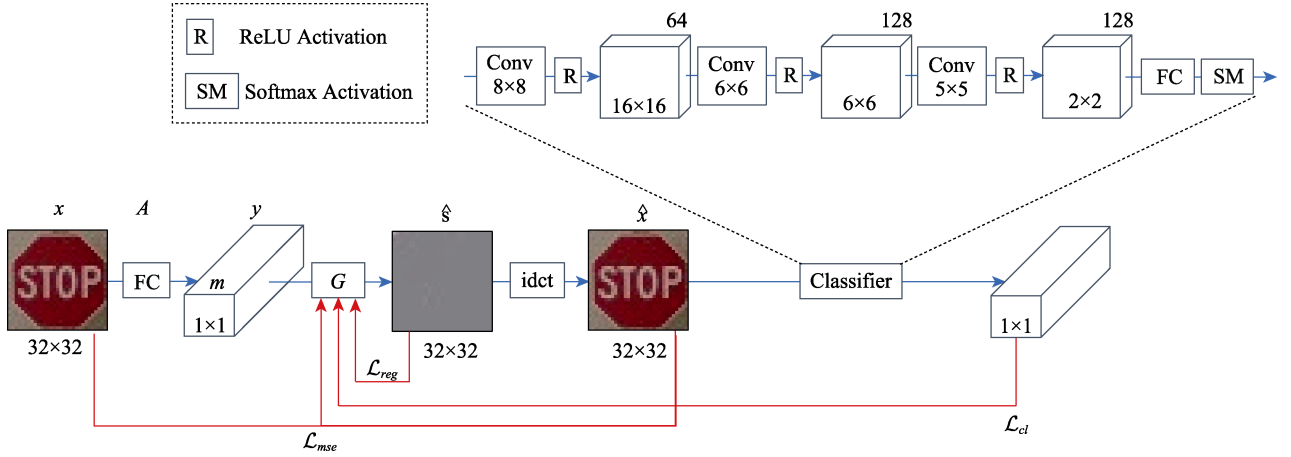 R ReLU Activation
SM Softmax Activation
64 128 128
Conv 8×8 R 16×16 Conv 6×6 R 6×6 Conv 5×5 R 2×2 FC SM
x A y ŝ x̂
STOP FC m 1×1 G idct STOP Classifier 1×1
32×32 32×32 32×32
ℒreg
ℒmse ℒcl